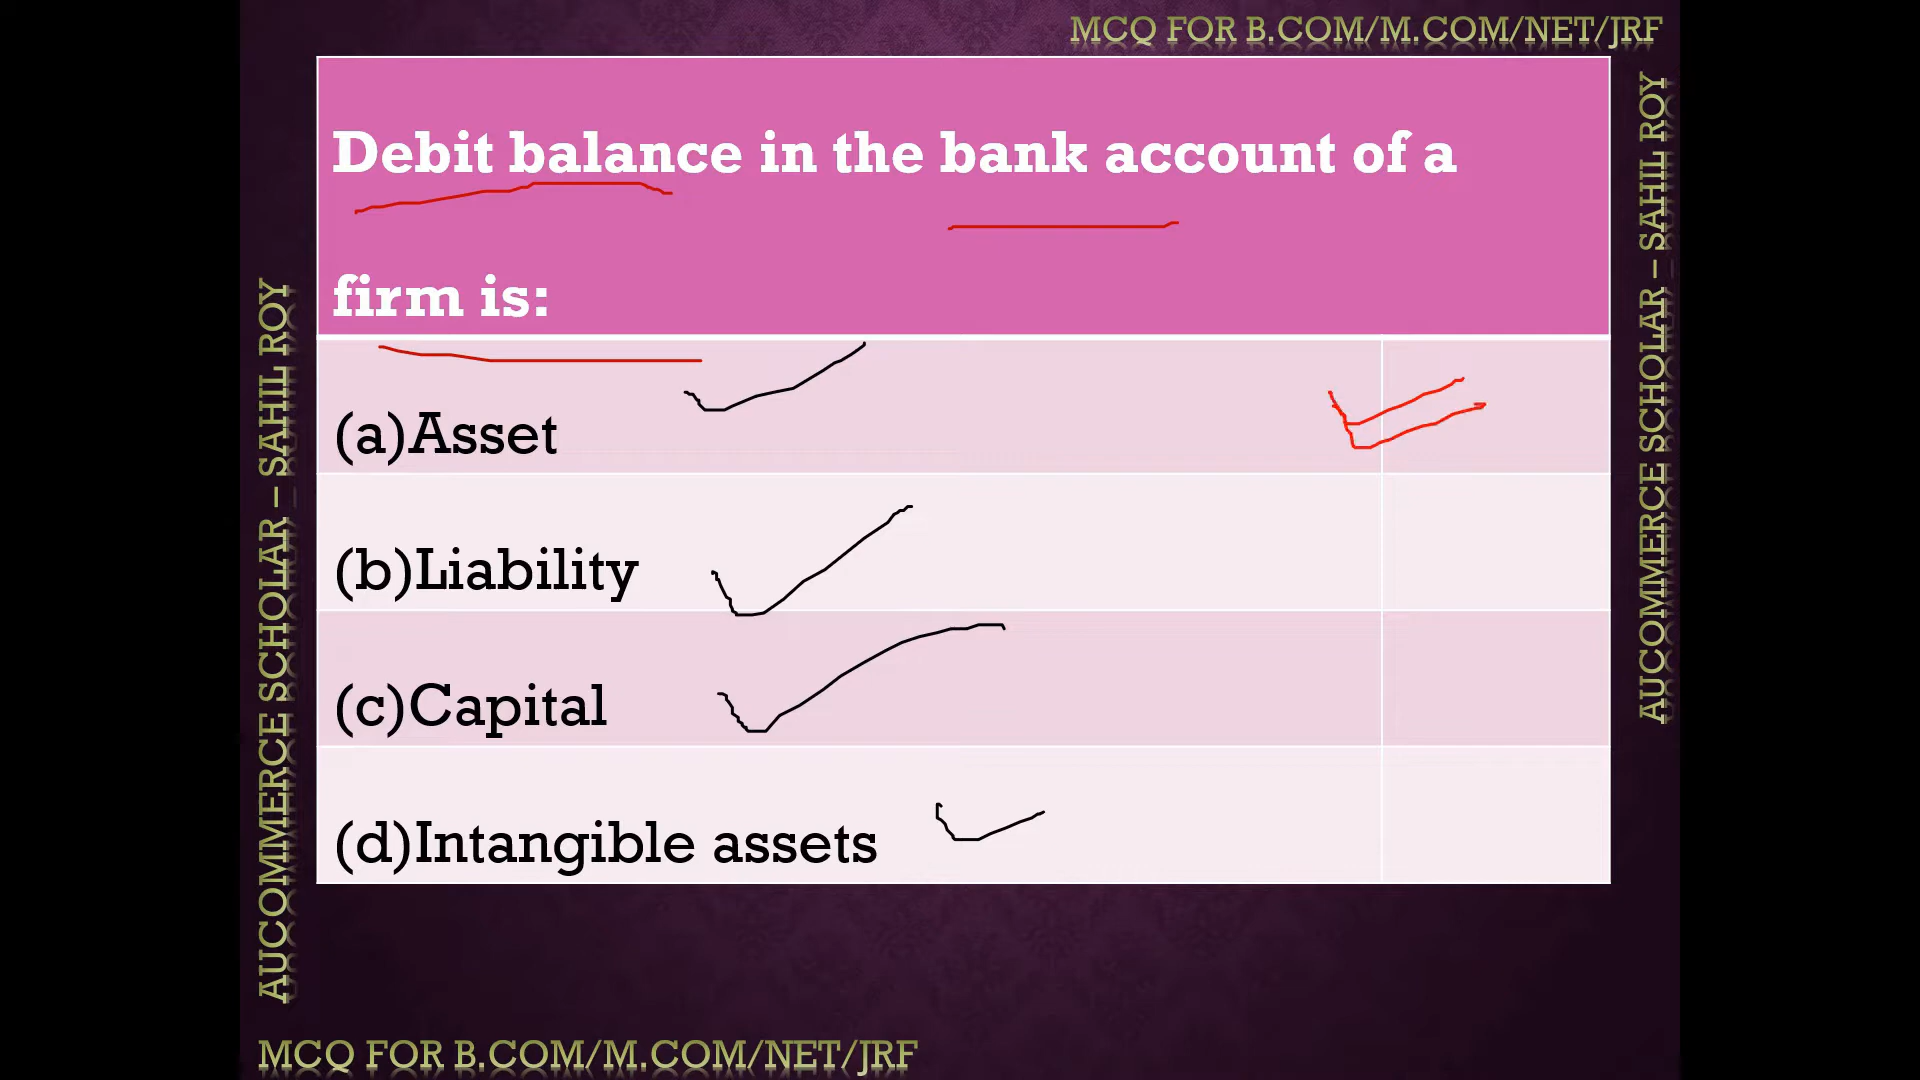 MCQ FOR B.COM/M.COM/NET/JRF
Debit balance in the bank account of a
firm is:
(a)Asset
(b)Liability
(c)Capital
(d)Intangible assets
AUCOMMERCE SCHOLAR – SAHIL ROY
AUCOMMERCE SCHOLAR – SAHIL ROY
MCQ FOR B.COM/M.COM/NET/JRF